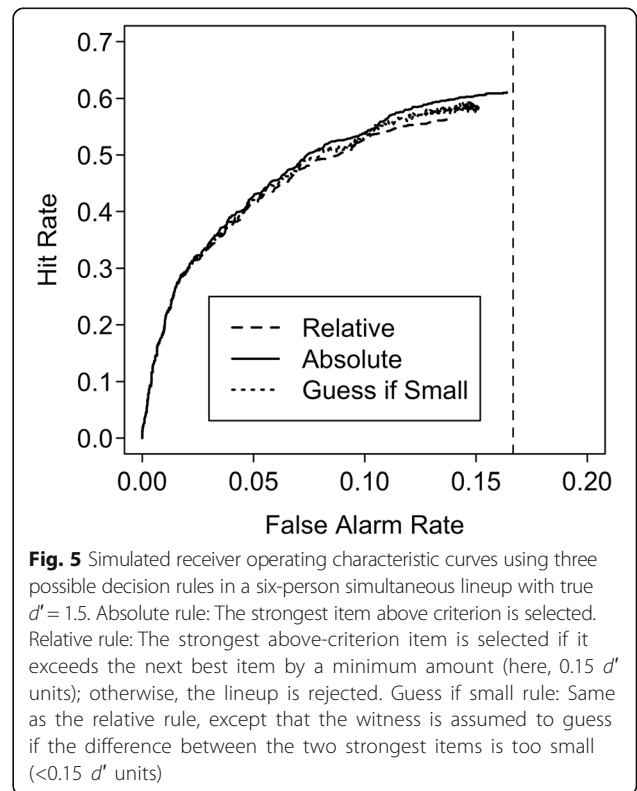 0.7
0.6
0.5
0.4
0.3
0.2
0.1
0.0
Hit Rate
Relative
Absolute
Guess if Small
0.00 0.05 0.10 0.15 0.20
False Alarm Rate
Fig. 5 Simulated receiver operating characteristic curves using three
possible decision rules in a six-person simultaneous lineup with true
d′ = 1.5. Absolute rule: The strongest item above criterion is selected.
Relative rule: The strongest above-criterion item is selected if it
exceeds the next best item by a minimum amount (here, 0.15 d′
units); otherwise, the lineup is rejected. Guess if small rule: Same
as the relative rule, except that the witness is assumed to guess
if the difference between the two strongest items is too small
(<0.15 d′ units)